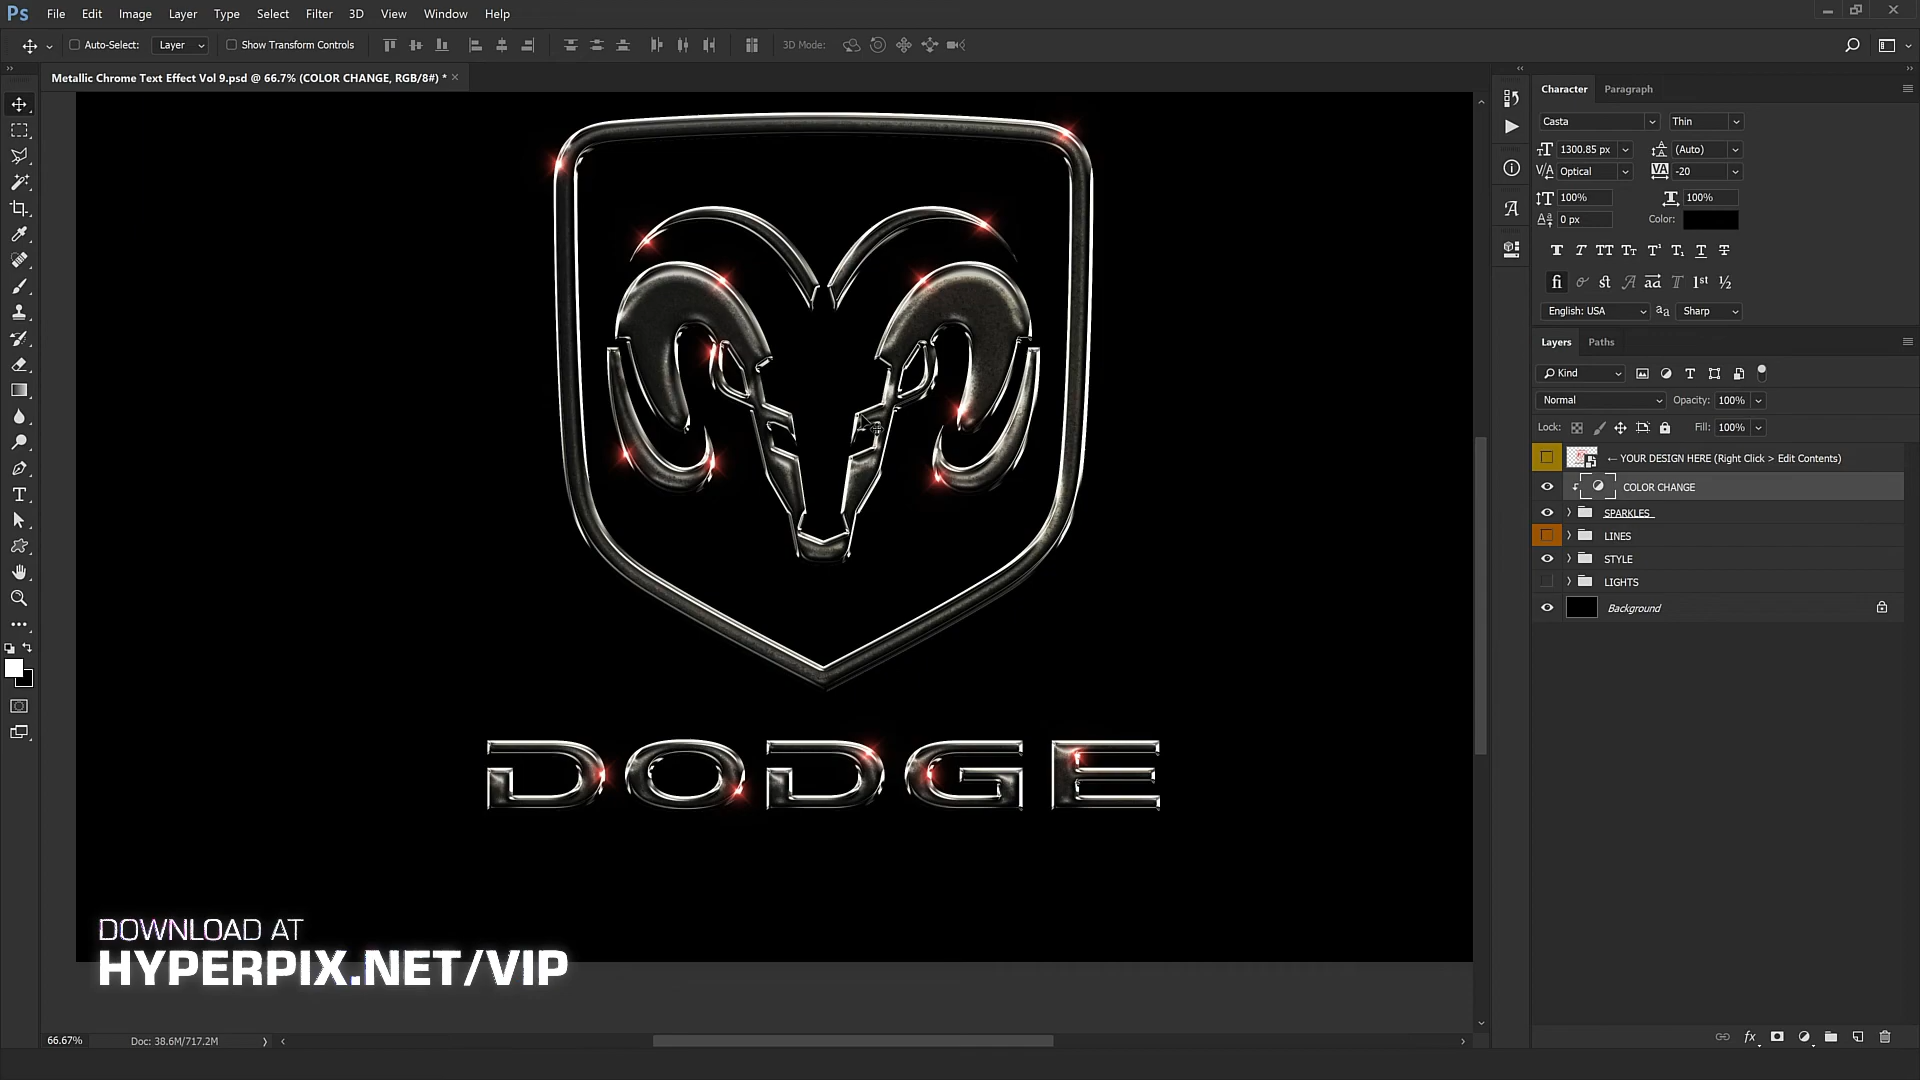 Ps File Edit Image Layer Type Select Filter 3D View Window Help
Auto-Select: Layer Show Transform Controls 3D Mode:
Metallic Chrome Text Effect Vol 9.psd @ 66.7% (COLOR CHANGE, RGB/8#) * ×
Character Paragraph
Casta Thin
1300.85 px (Auto)
Optical -20
100% 100%
0 px Color:
English: USA Sharp
Layers Paths
Kind
Normal Opacity: 100%
Lock: Fill: 100%
← YOUR DESIGN HERE (Right Click > Edit Contents)
COLOR CHANGE
SPARKLES
LINES
STYLE
LIGHTS
Background
DODGE
DOWNLOAD AT
HYPERPIX.NET/VIP
66.67% Doc: 38.6M/717.2M